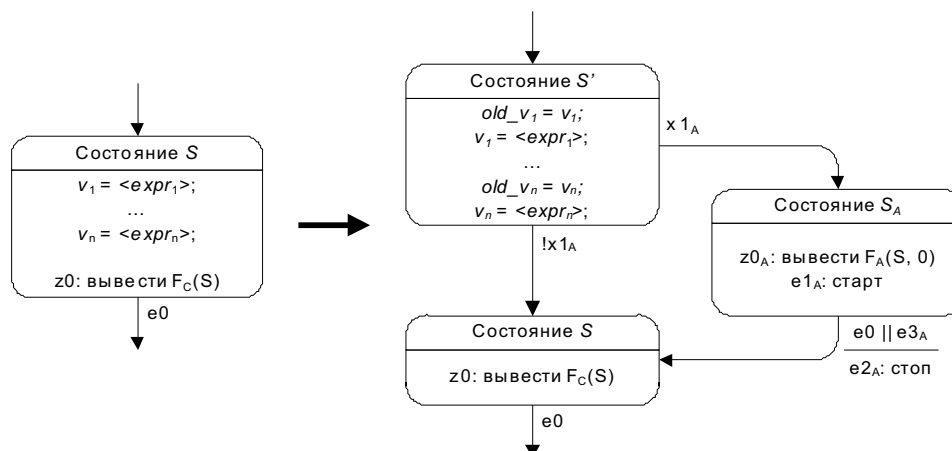 Состояние S
v1 = <expr1>;
…
vn = <exprn>;
z0: вывести FC(S)
e0
Состояние S'
old_v1 = v1;
v1 = <expr1>;
…
old_vn = vn;
vn = <exprn>;
x 1A
!x1A
Состояние SA
z0A: вывести FA(S, 0)
e1A: старт
e0 || e3A
e2A: стоп
Состояние S
z0: вывести FC(S)
e0